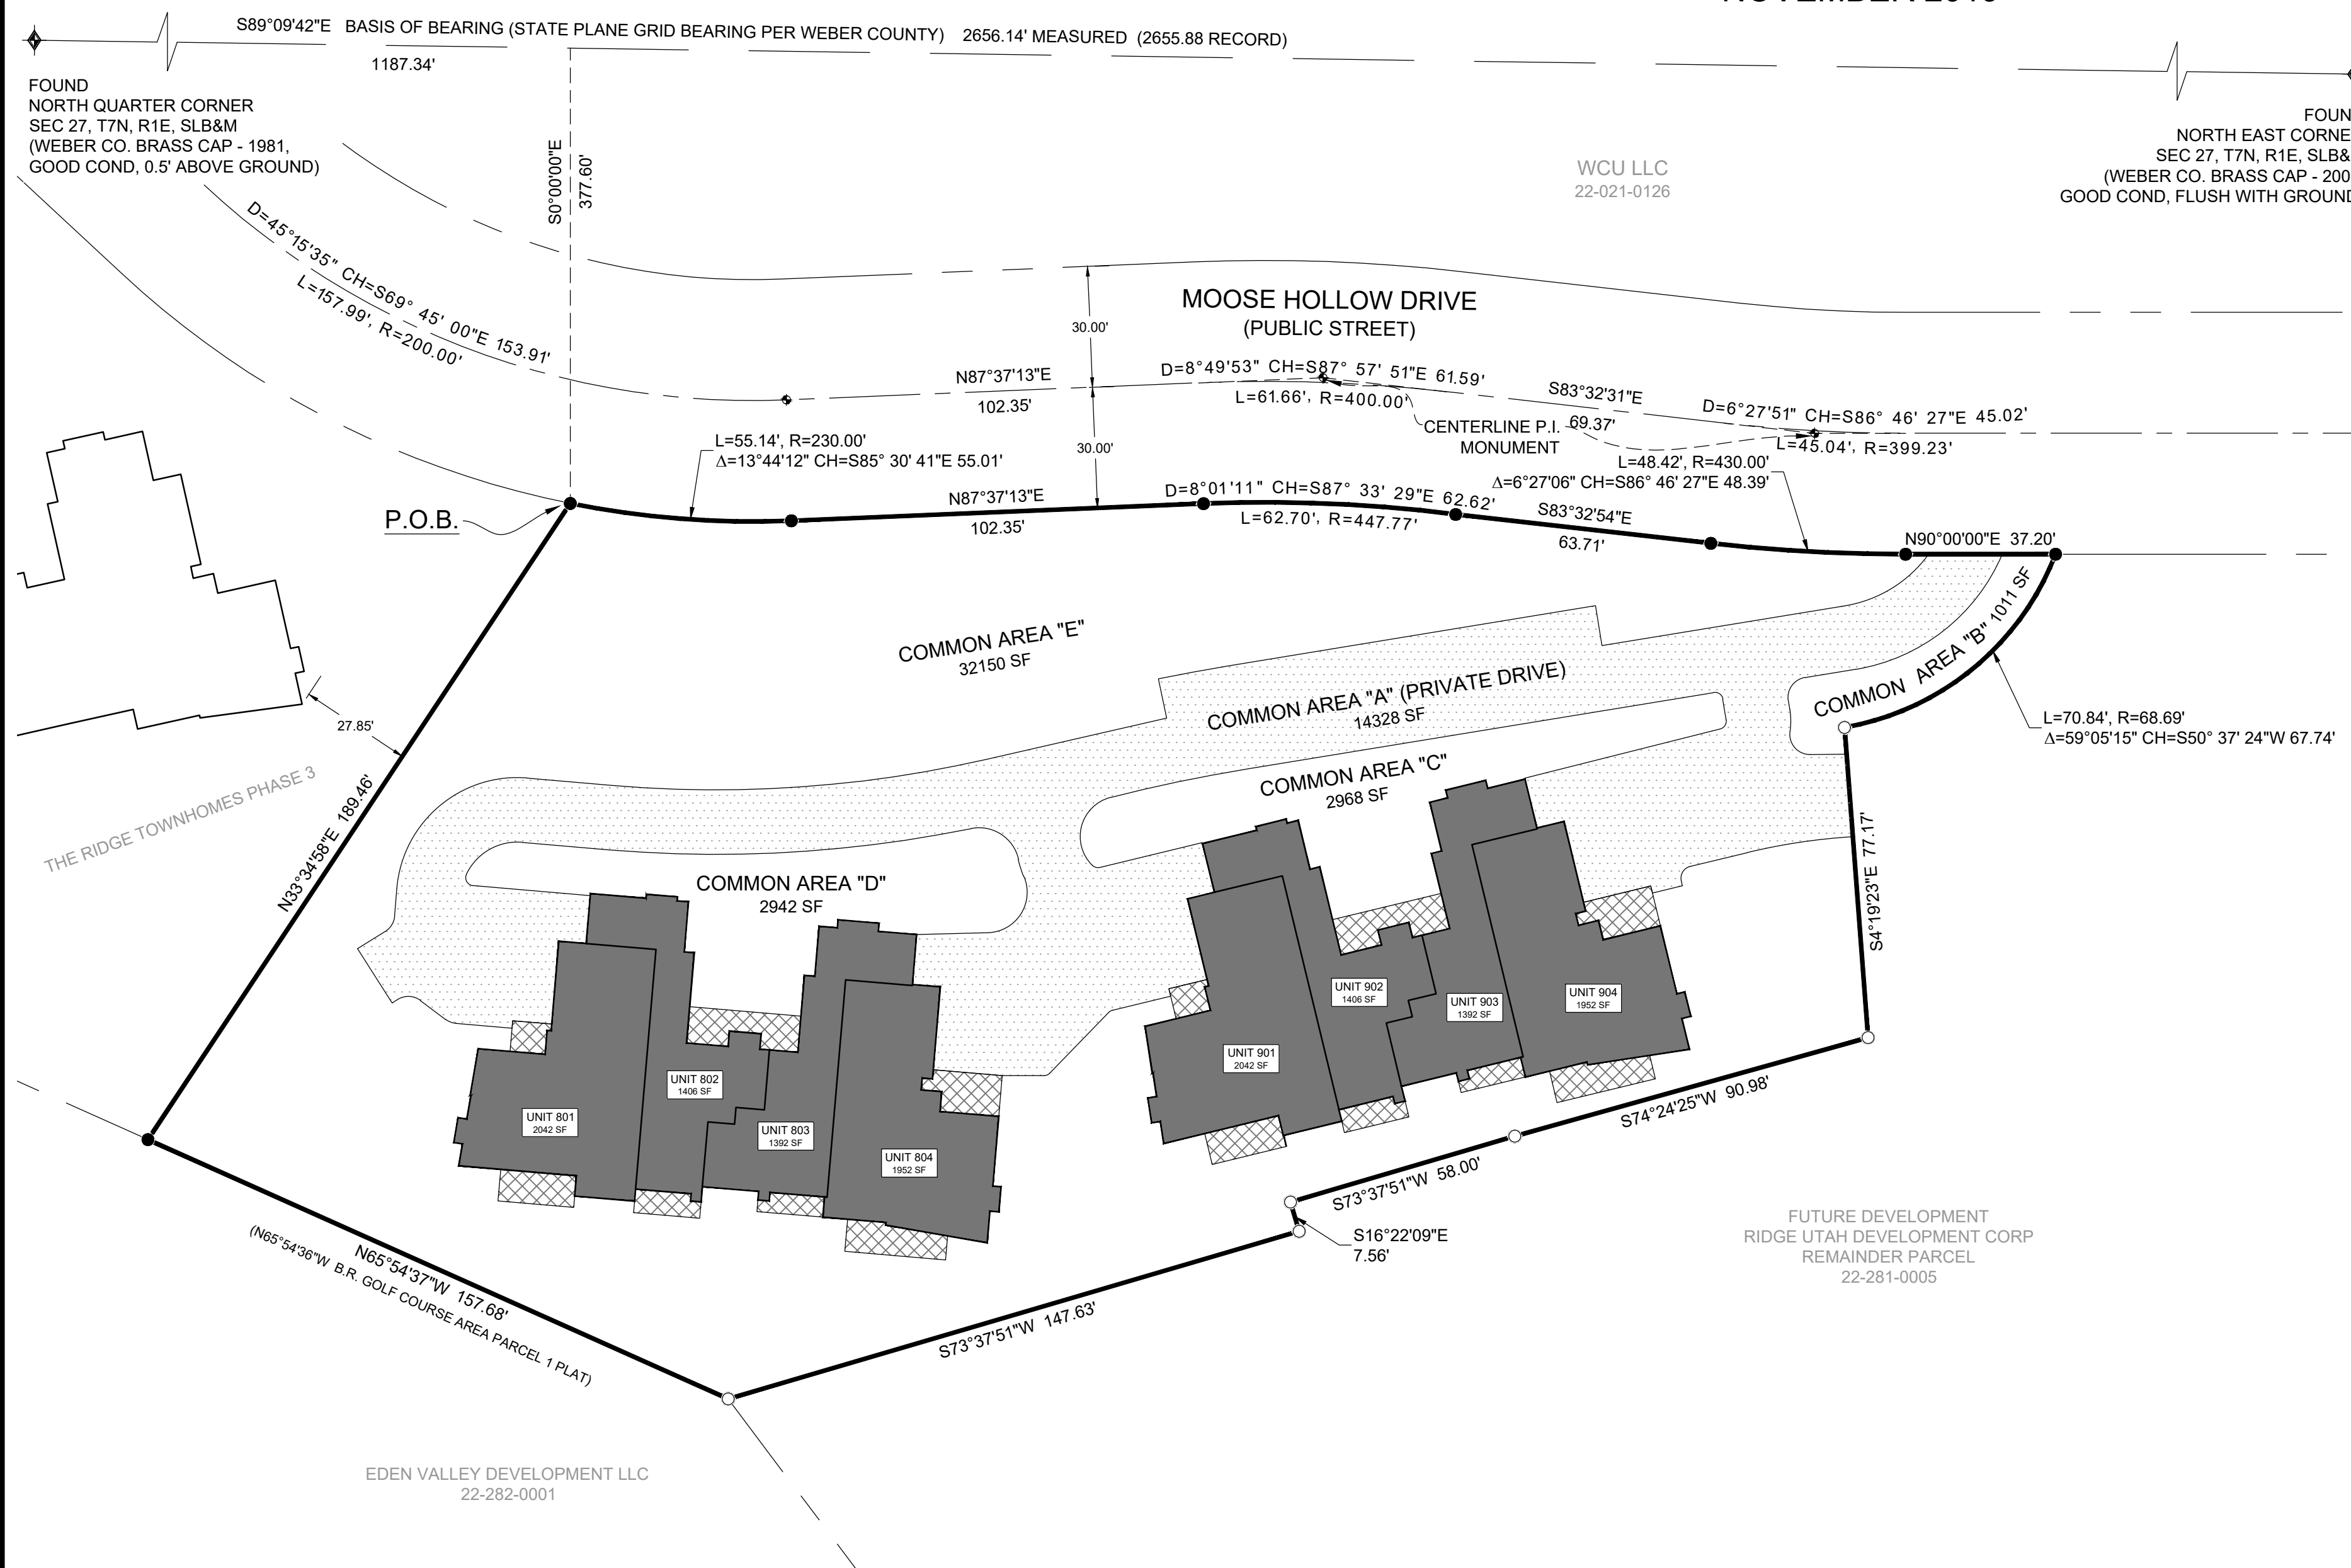 S89°09'42"E BASIS OF BEARING (STATE PLANE GRID BEARING PER WEBER COUNTY) 2656.14' MEASURED (2655.88 RECORD)
1187.34'
FOUND
NORTH QUARTER CORNER
SEC 27, T7N, R1E, SLB&M
(WEBER CO. BRASS CAP - 1981,
GOOD COND, 0.5' ABOVE GROUND)
S0°00'00"E
377.60'
WCU LLC
22-021-0126
NORTH EAST CORNE
SEC 27, T7N, R1E, SLB&
(WEBER CO. BRASS CAP - 200
GOOD COND, FLUSH WITH GROUND
D=45°15'35" CH=S69° 45' 00"E 153.91'
L=157.99', R=200.00'
MOOSE HOLLOW DRIVE
(PUBLIC STREET)
30.00'
N87°37'13"E
102.35'
D=8°49'53" CH=S87° 57' 51"E 61.59'
L=61.66', R=400.00'
S83°32'31"E
69.37'
D=6°27'51" CH=S86° 46' 27"E 45.02'
L=45.04', R=399.23'
CENTERLINE P.I.
MONUMENT
30.00'
L=55.14', R=230.00'
Δ=13°44'12" CH=S85° 30' 41"E 55.01'
L=48.42', R=430.00'
Δ=6°27'06" CH=S86° 46' 27"E 48.39'
P.O.B.
N87°37'13"E
102.35'
D=8°01'11" CH=S87° 33' 29"E 62.62'
L=62.70', R=447.77'
S83°32'54"E
63.71'
N90°00'00"E 37.20'
COMMON AREA "E"
32150 SF
COMMON AREA "A" (PRIVATE DRIVE)
14328 SF
COMMON AREA "B" 1011 SF
L=70.84', R=68.69'
Δ=59°05'15" CH=S50° 37' 24"W 67.74'
27.85'
THE RIDGE TOWNHOMES PHASE 3
N33°34'58"E 189.46'
COMMON AREA "C"
2968 SF
COMMON AREA "D"
2942 SF
S4°19'23"E 77.17'
UNIT 901
2042 SF
UNIT 902
1406 SF
UNIT 903
1392 SF
UNIT 904
1952 SF
UNIT 801
2042 SF
UNIT 802
1406 SF
UNIT 803
1392 SF
UNIT 804
1952 SF
S74°24'25"W 90.98'
S73°37'51"W 58.00'
S16°22'09"E
7.56'
S73°37'51"W 147.63'
N65°54'37"W 157.68'
(N65°54'36"W B.R. GOLF COURSE AREA PARCEL 1 PLAT)
FUTURE DEVELOPMENT
RIDGE UTAH DEVELOPMENT CORP
REMAINDER PARCEL
22-281-0005
EDEN VALLEY DEVELOPMENT LLC
22-282-0001